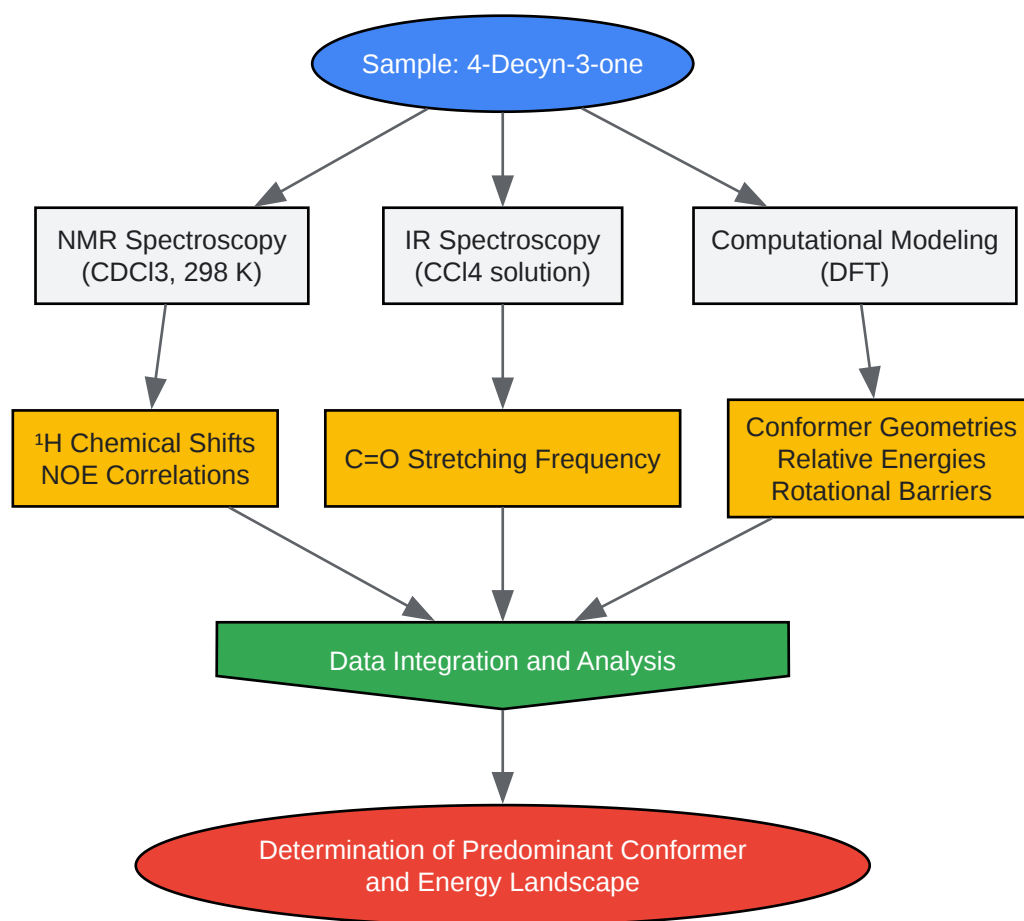 Sample: 4-Decyn-3-one
NMR Spectroscopy
(CDCl3, 298 K)
IR Spectroscopy
(CCl4 solution)
Computational Modeling
(DFT)
¹H Chemical Shifts
NOE Correlations
C=O Stretching Frequency
Conformer Geometries
Relative Energies
Rotational Barriers
Data Integration and Analysis
Determination of Predominant Conformer
and Energy Landscape